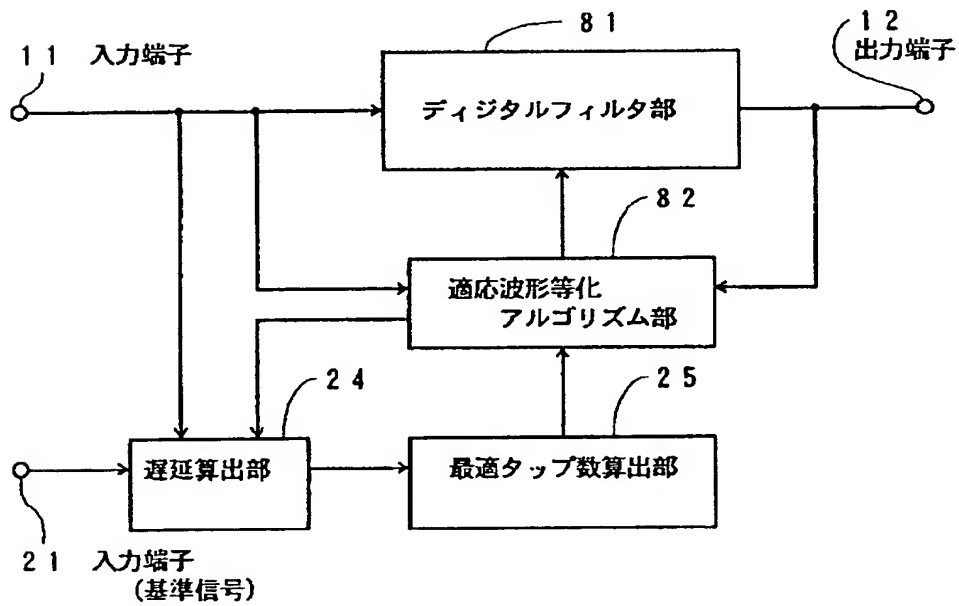 ８１
１１ 入力端子
１２
出力端子
ディジタルフィルタ部
８２
適応波形等化
アルゴリズム部
２４
２５
遅延算出部
最適タップ数算出部
２１ 入力端子
(基準信号)